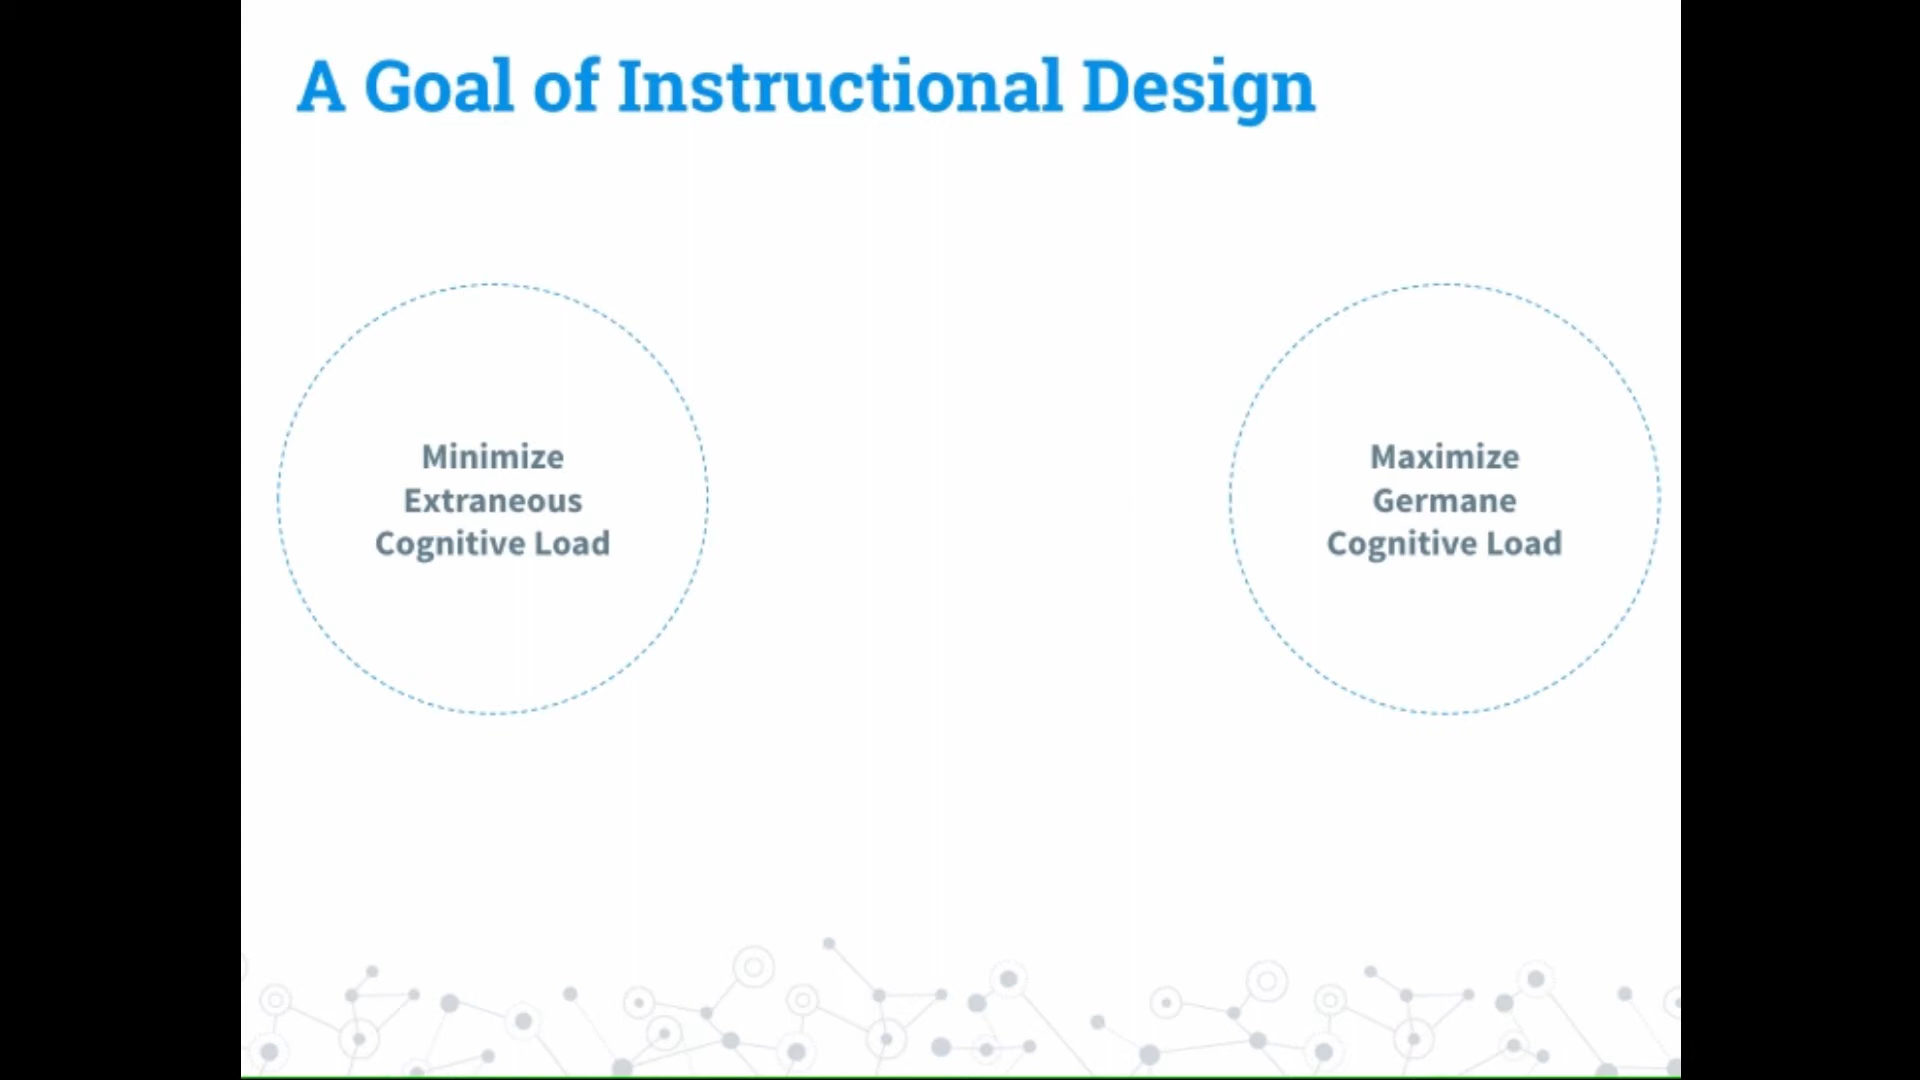 A Goal of Instructional Design
Minimize
Extraneous
Cognitive Load
Maximize
Germane
Cognitive Load